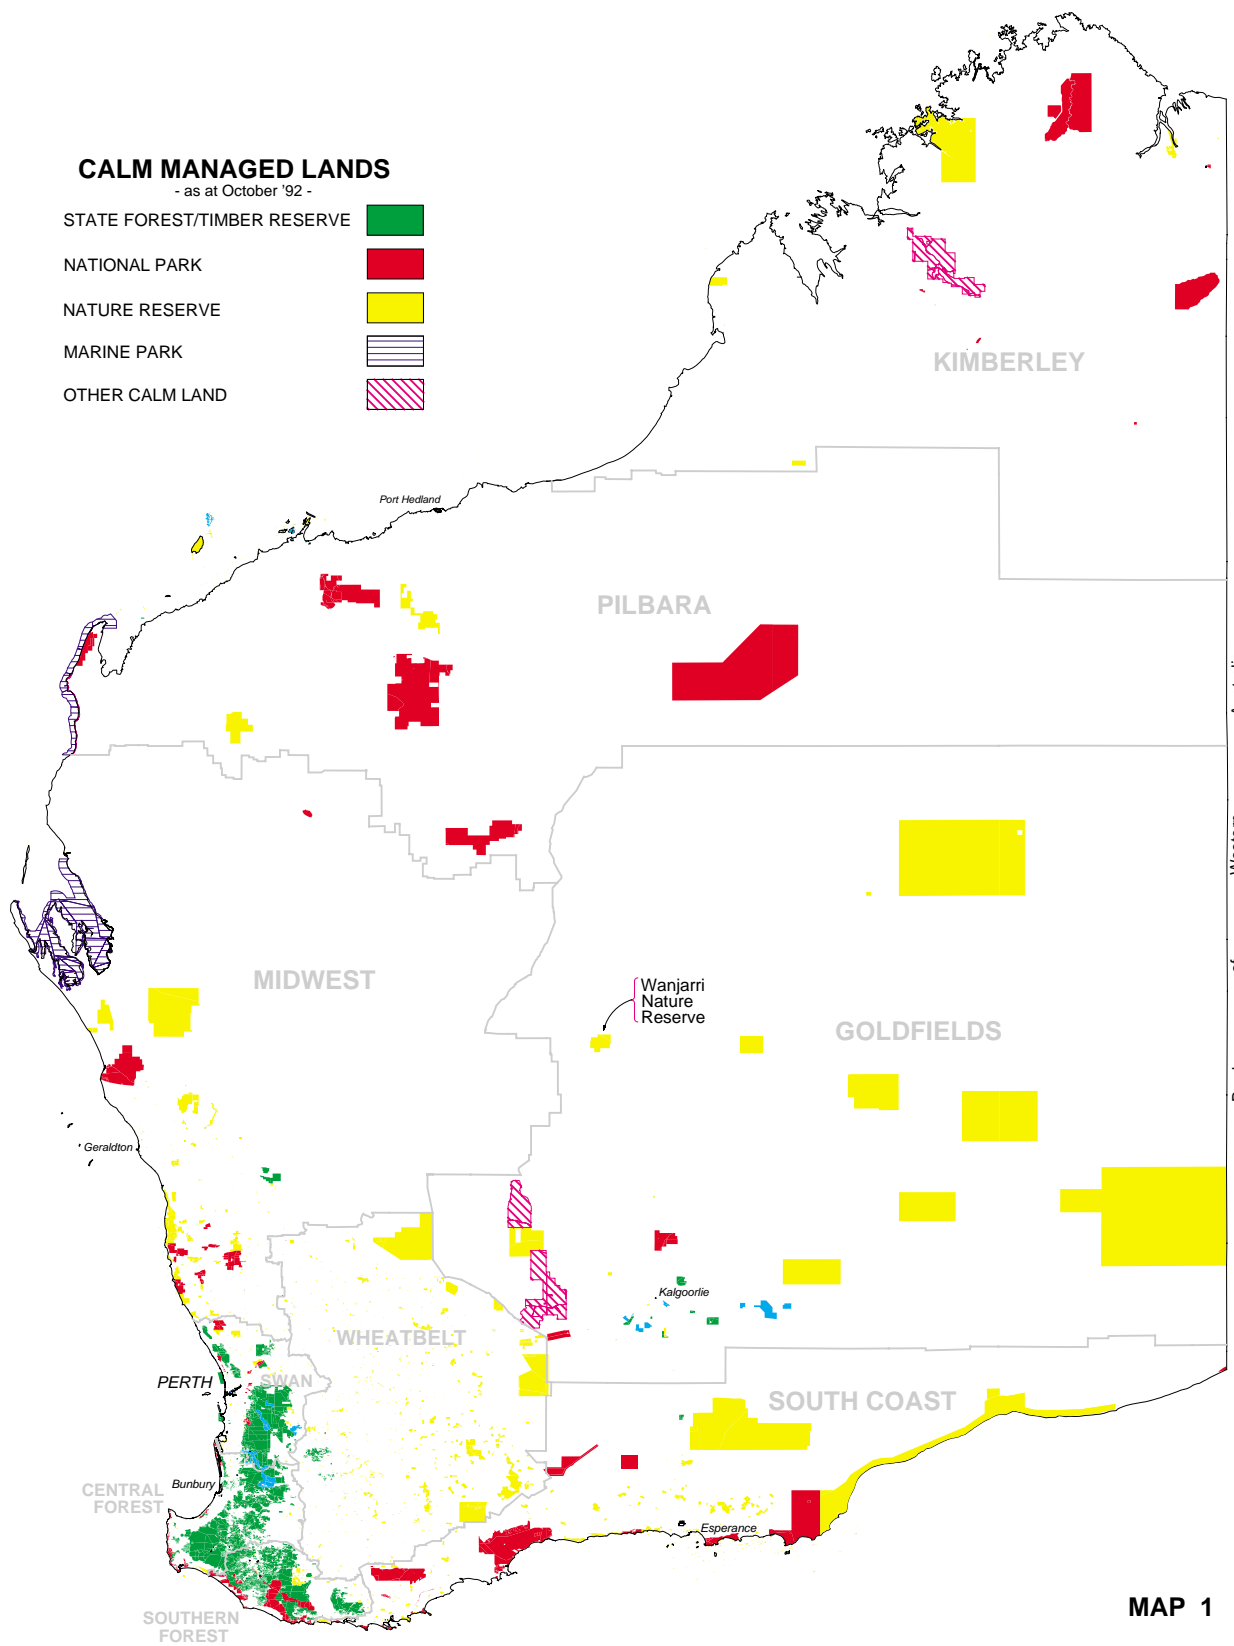 CALM MANAGED LANDS
- as at October '92 -
STATE FOREST/TIMBER RESERVE
NATIONAL PARK
NATURE RESERVE
MARINE PARK
OTHER CALM LAND
KIMBERLEY
Port Hedland
PILBARA
MIDWEST
Wanjarri
Nature
Reserve
GOLDFIELDS
Geraldton
Kalgoorlie
WHEATBELT
PERTH
SWAN
SOUTH COAST
CENTRAL
FOREST
Bunbury
Esperance
SOUTHERN
FOREST
MAP 1